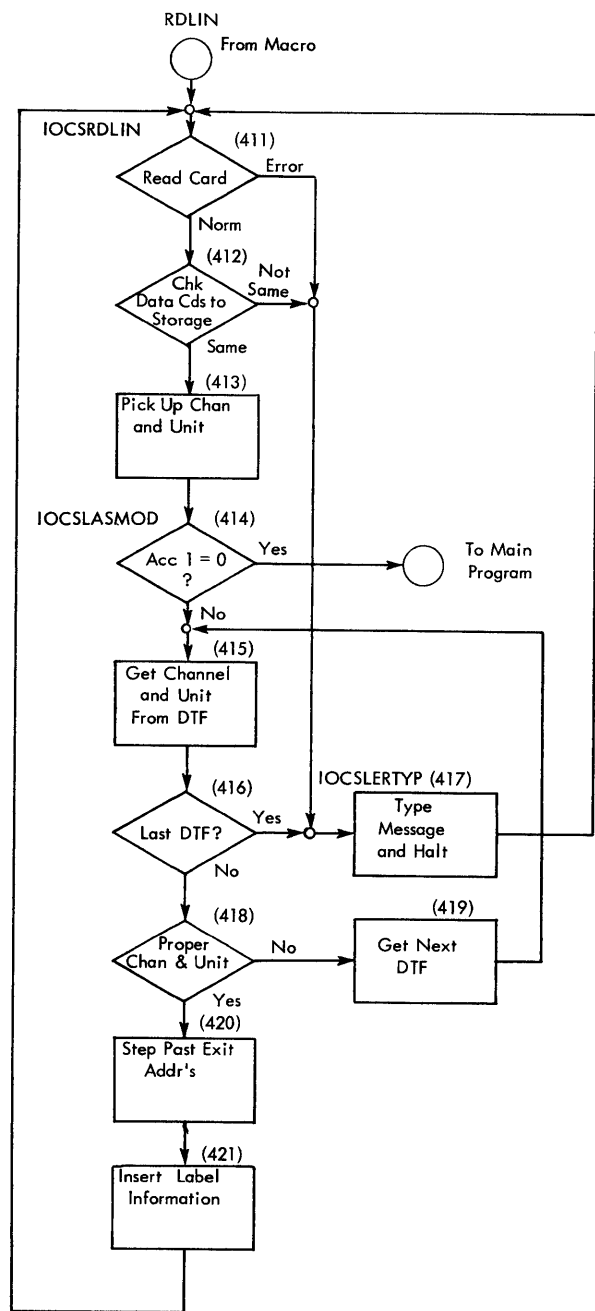 RDLIN
From Macro
IOCSRDLIN
(411)
Read Card
Error
Norm
(412)
Chk
Data Cds to
Storage
Not
Same
Same
(413)
Pick Up Chan
and Unit
IOCSLASMOD
(414)
Acc 1 = 0
?
Yes
To Main
Program
No
(415)
Get Channel
and Unit
From DTF
(416)
Last DTF?
Yes
IOCSLERTYP (417)
Type
Message
and Halt
No
(418)
Proper
Chan & Unit
No
(419)
Get Next
DTF
Yes
(420)
Step Past Exit
Addr's
(421)
Insert Label
Information